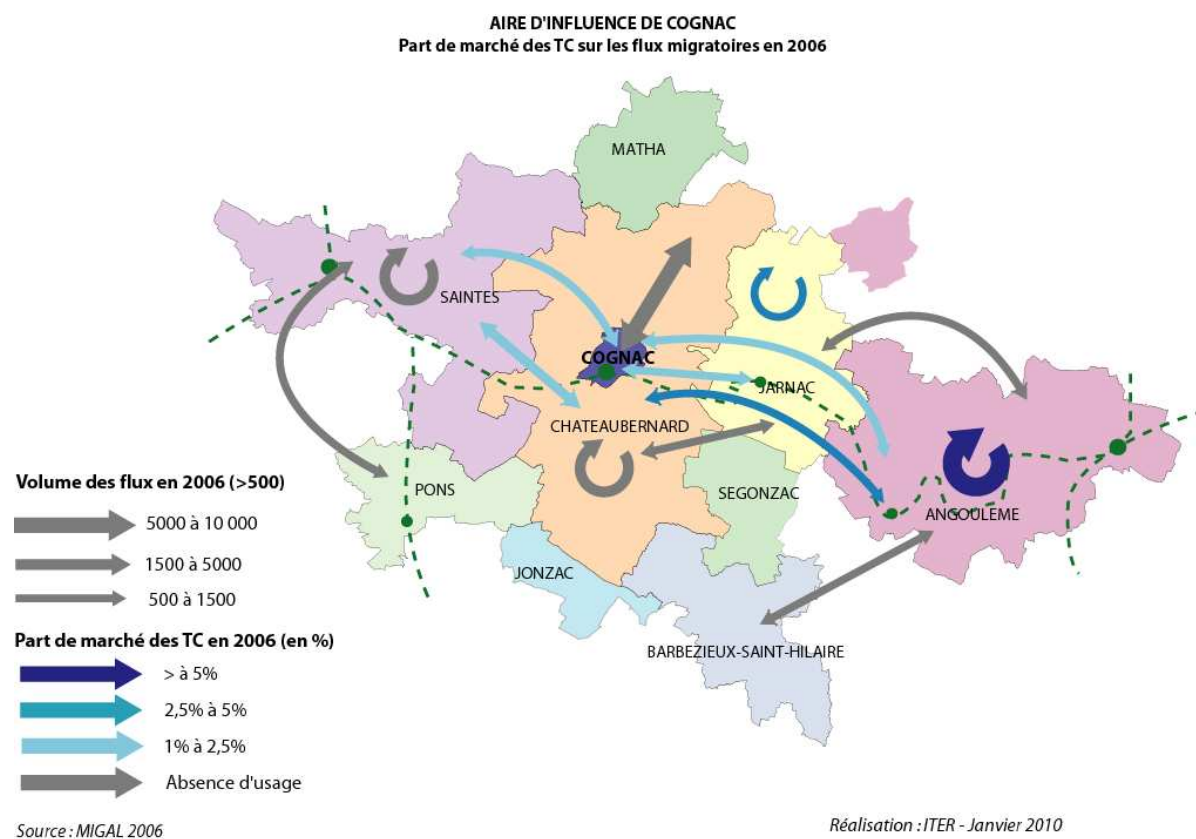 AIRE D'INFLUENCE DE COGNAC
Part de marché des TC sur les flux migratoires en 2006
MATHA
SAINTES
COGNAC
JARNAC
CHATEAUBERNARD
PONS
SEGONZAC
ANGOULEME
JONZAC
BARBEZIEUX-SAINT-HILAIRE
Volume des flux en 2006 (>500)
5000 à 10 000
1500 à 5000
500 à 1500
Part de marché des TC en 2006 (en %)
> à 5%
2,5% à 5%
1% à 2,5%
Absence d'usage
Source : MIGAL 2006
Réalisation : ITER - Janvier 2010